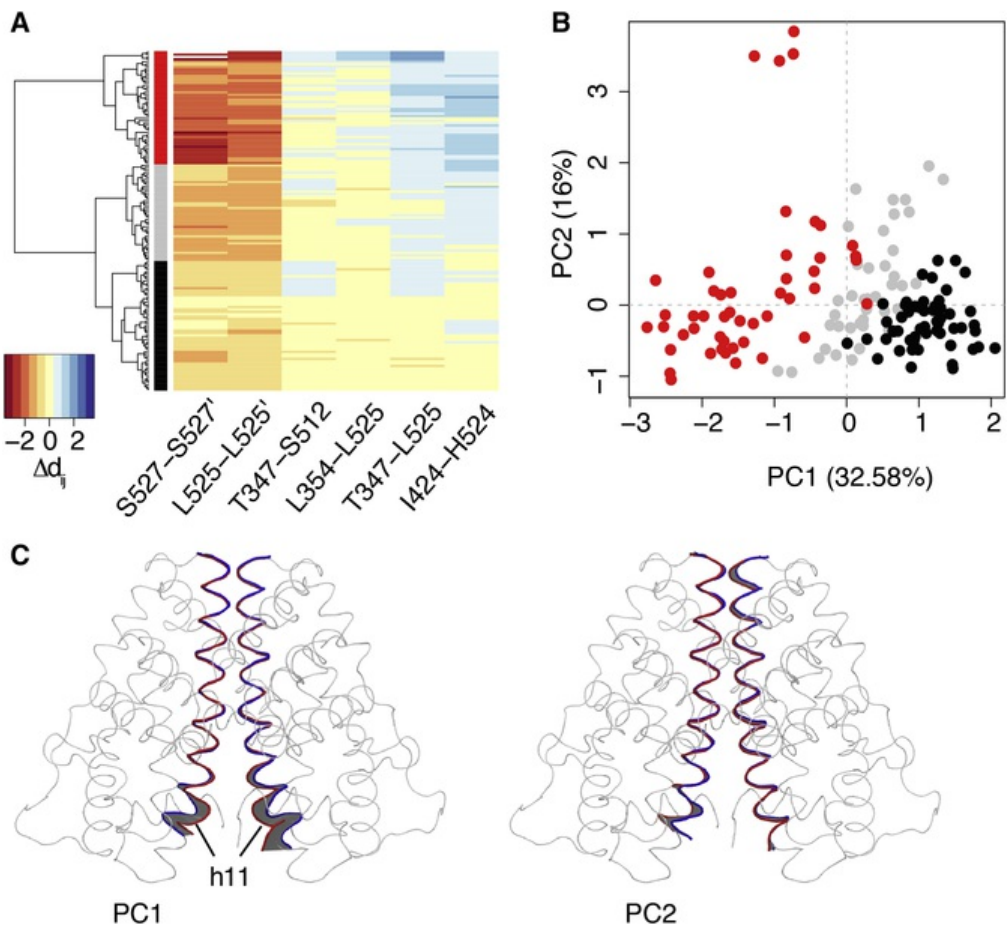 A
−2 0 2
Δd_ij
S527−S527'
L525−L525'
T347−S512
L354−L525
T347−L525
I424−H524
B
PC2 (16%)
3
2
1
0
−1
−3 −2 −1 0 1 2
PC1 (32.58%)
C
h11
PC1
PC2